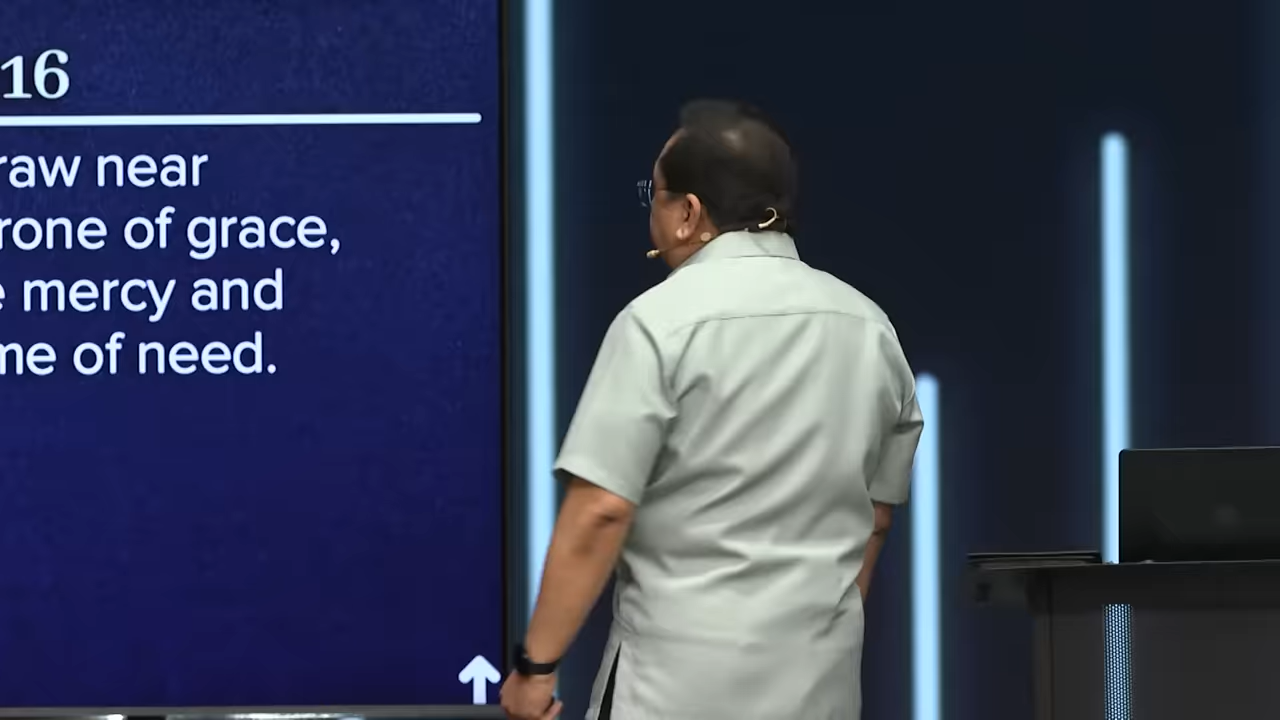 16
raw near
rone of grace,
e mercy and
me of need.